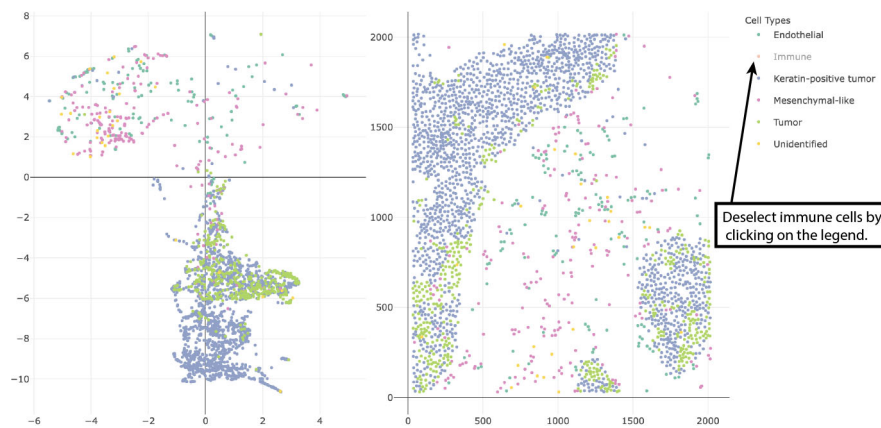 8
6
4
2
0
−2
−4
−6
−8
−10
−6
−4
−2
0
2
4
2000
1500
1000
500
0
0
500
1000
1500
2000
Cell Types
Endothelial
Immune
Keratin-positive tumor
Mesenchymal-like
Tumor
Unidentified
Deselect immune cells by
clicking on the legend.